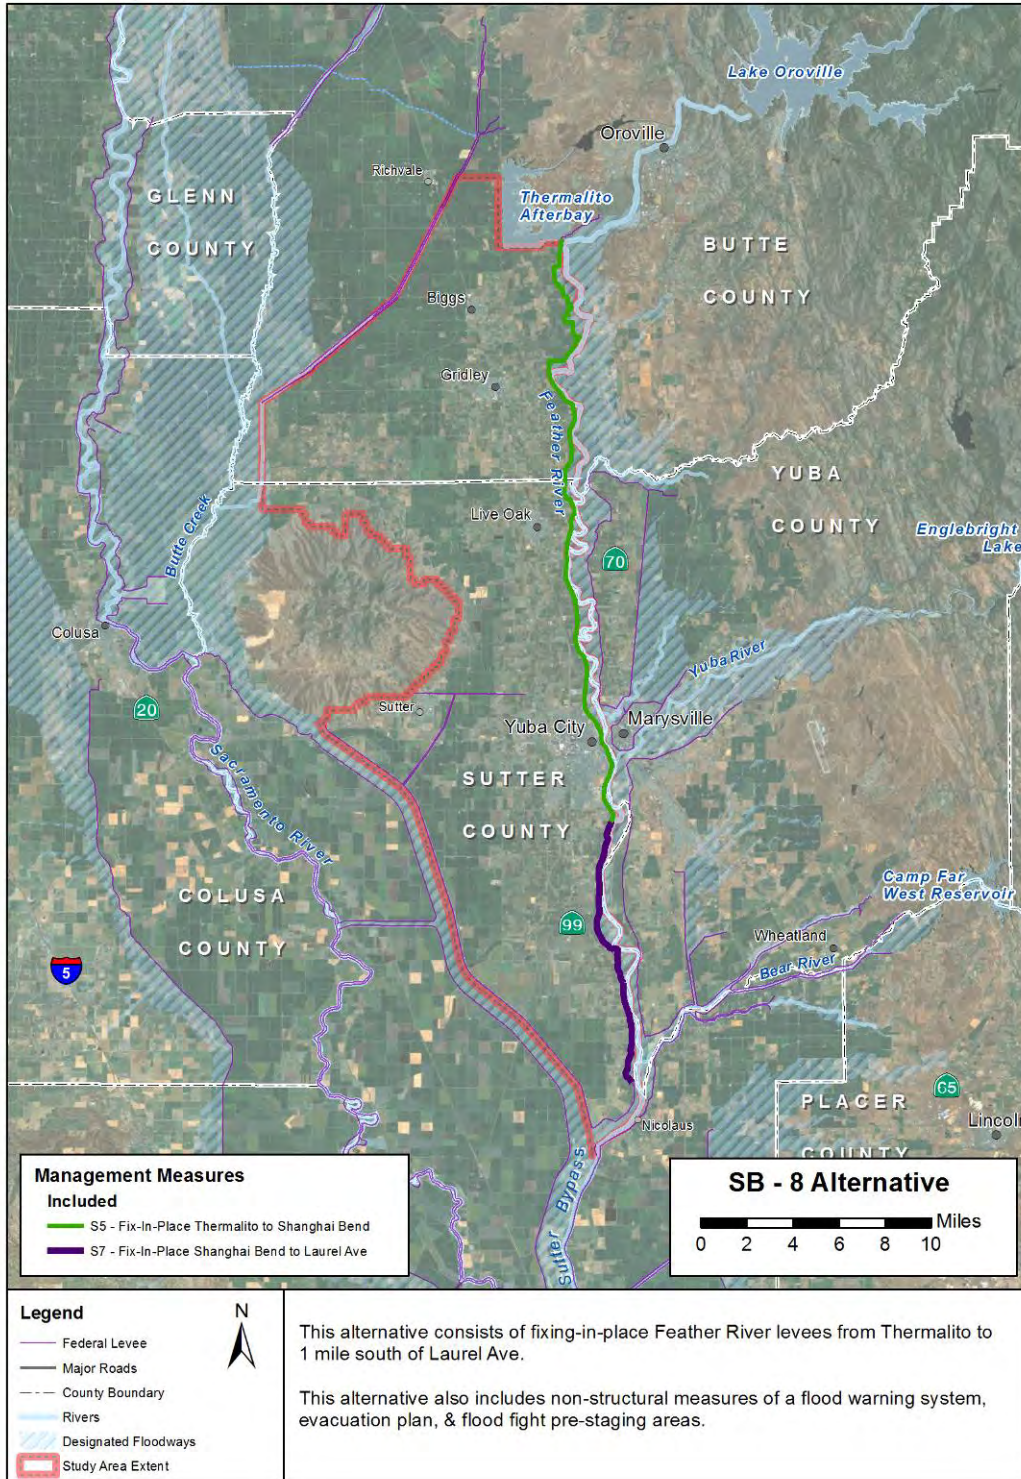 Lake Oroville
Oroville
Richvale
GLENN
COUNTY
Thermalito
Afterbay
BUTTE
COUNTY
Biggs
Gridley
Feather River
YUBA
COUNTY
Live Oak
Butte Creek
Englebright
Lake
70
Colusa
Yuba River
20
Sutter
Yuba City
Marysville
Sacramento River
SUTTER
COUNTY
COLUSA
COUNTY
Camp Far
West Reservoir
99
Wheatland
Bear River
5
65
PLACER
COUNTY
Lincoln
Nicolaus
Sutter Bypass
Management Measures
Included
S5 - Fix-In-Place Thermalito to Shanghai Bend
S7 - Fix-In-Place Shanghai Bend to Laurel Ave
SB - 8 Alternative
Miles
0 2 4 6 8 10
Legend
N
Federal Levee
Major Roads
County Boundary
Rivers
Designated Floodways
Study Area Extent
This alternative consists of fixing-in-place Feather River levees from Thermalito to
1 mile south of Laurel Ave.
This alternative also includes non-structural measures of a flood warning system,
evacuation plan, & flood fight pre-staging areas.